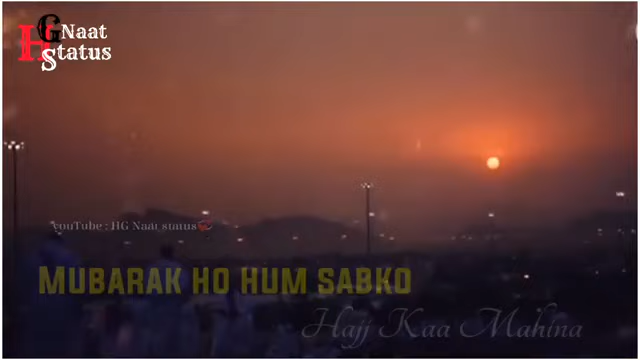 HG Naat
Status
youTube : HG Naat status
Mubarak ho hum sabko
Hajj Kaa Mahina